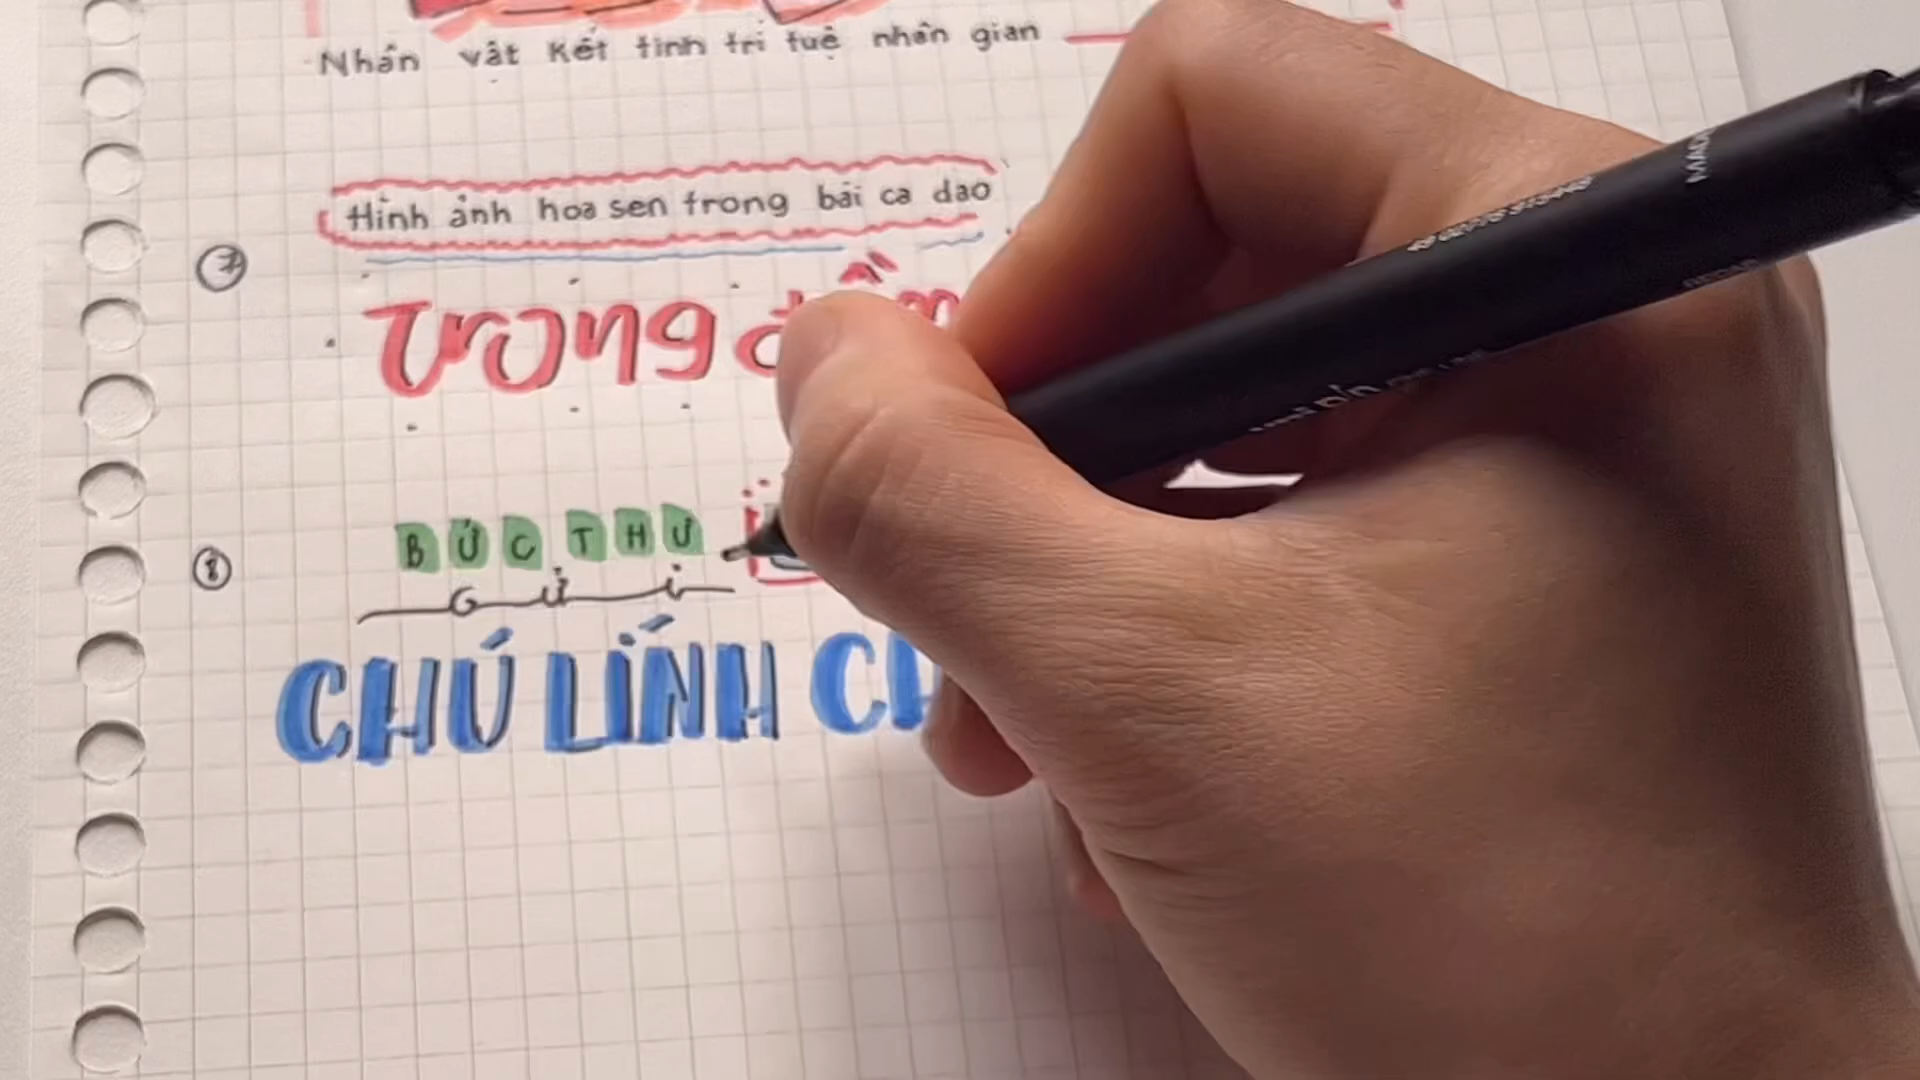 Nhân vật kết tinh trí tuệ nhân gian
Hình ảnh hoa sen trong bài ca dao
7
Trong đầm
8
BỨC THƯ
Gửi
CHÚ LÍNH